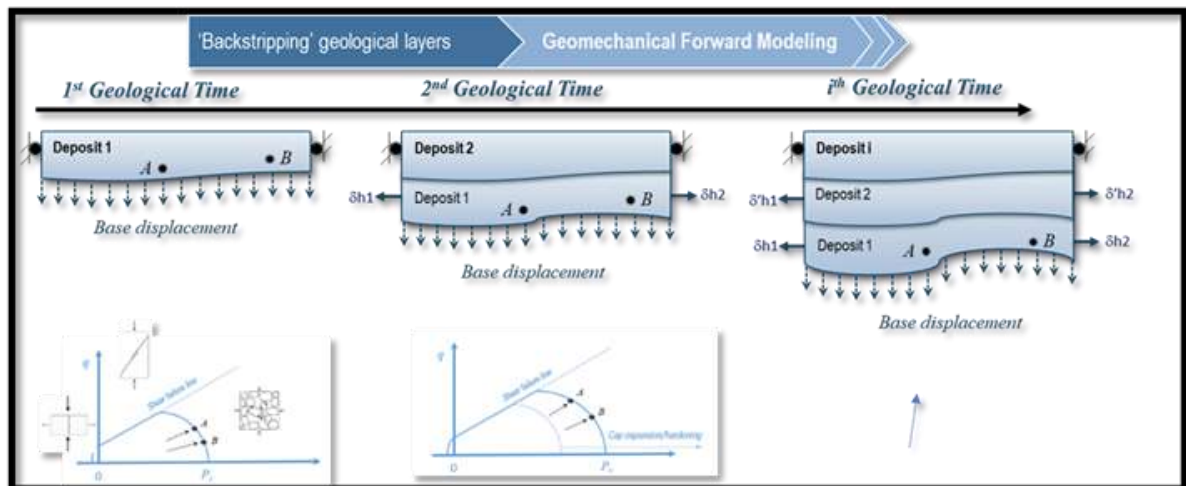 'Backstripping' geological layers
Geomechanical Forward Modeling
1st Geological Time
2nd Geological Time
ith Geological Time
Deposit 1
A
B
Base displacement
Deposit 2
δh1
Deposit 1
A
B
δh2
Base displacement
Deposit i
δ'h1
Deposit 2
δ'h2
δh1
Deposit 1
A
B
δh2
Base displacement
Shear failure line
A
B
0
Shear failure line
A
B
Cap expansion/hardening
0